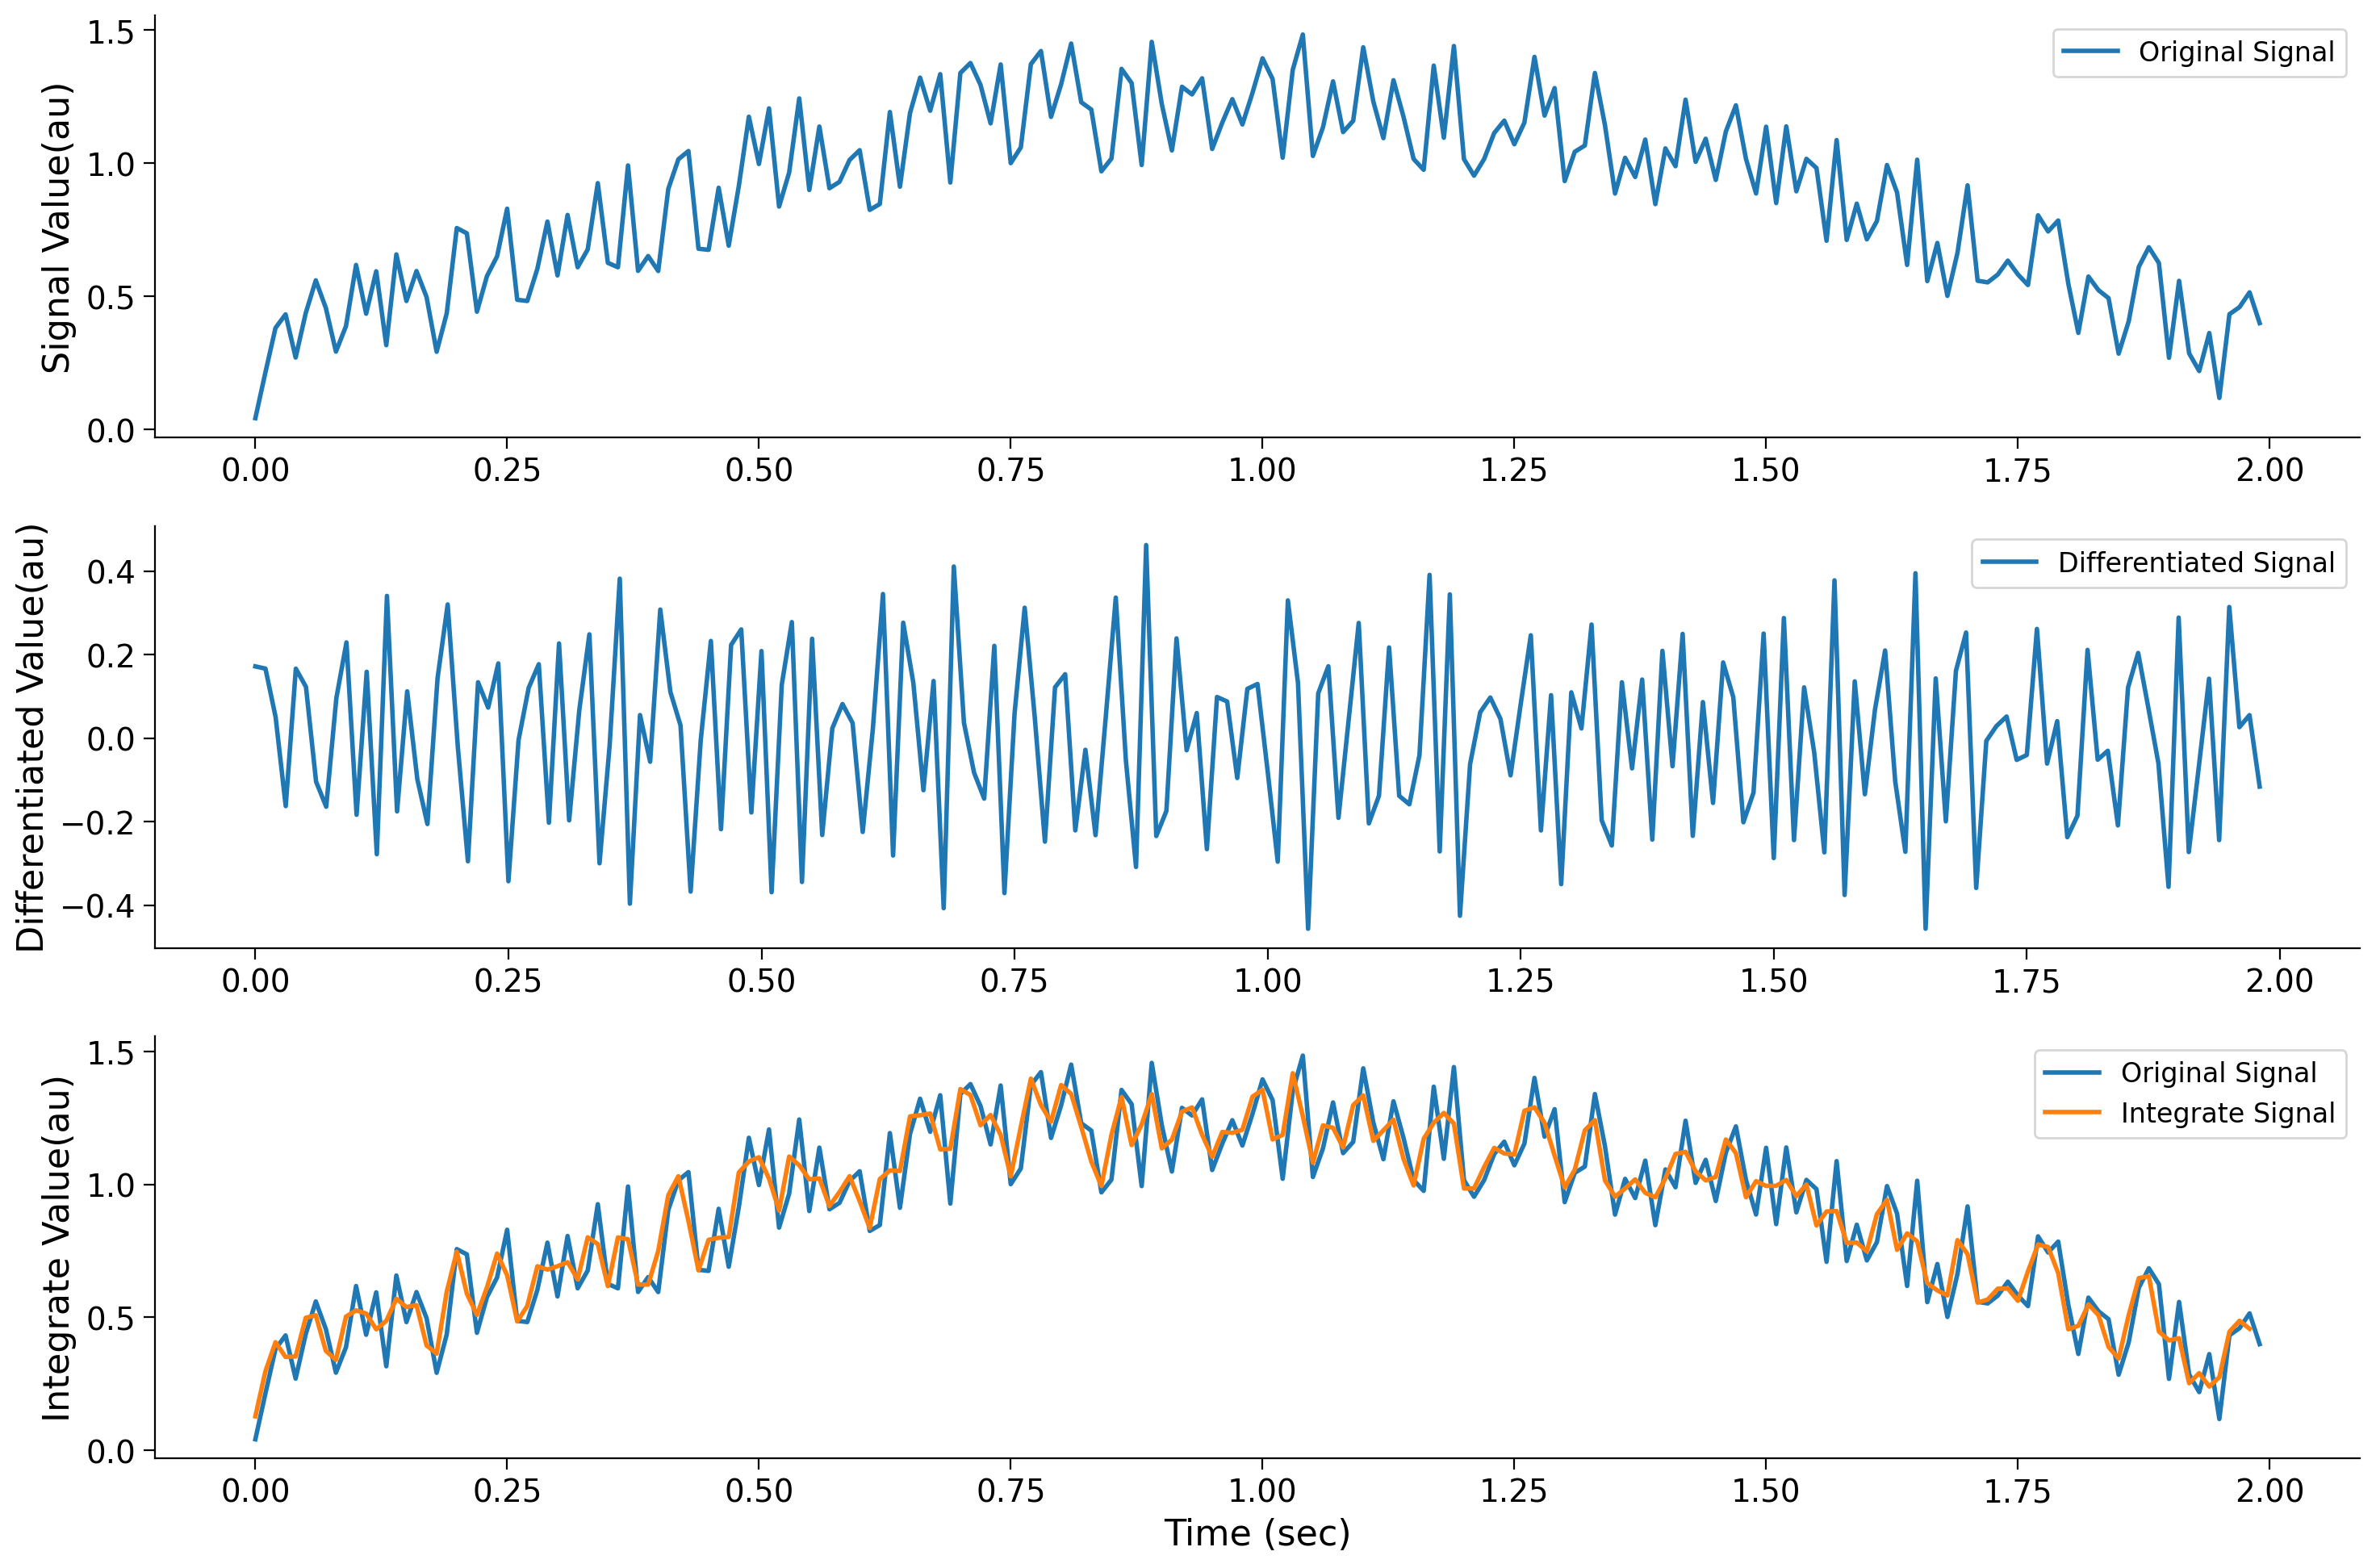 Signal Value(au)
1.5
1.0
0.5
0.0
Original Signal
0.00 0.25 0.50 0.75 1.00 1.25 1.50 1.75 2.00
Differentiated Value(au)
0.4
0.2
0.0
−0.2
−0.4
Differentiated Signal
0.00 0.25 0.50 0.75 1.00 1.25 1.50 1.75 2.00
Integrate Value(au)
1.5
1.0
0.5
0.0
Original Signal
Integrate Signal
0.00 0.25 0.50 0.75 1.00 1.25 1.50 1.75 2.00
Time (sec)